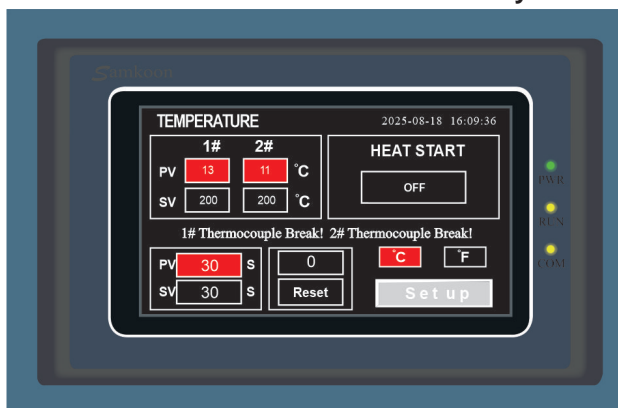 Samkoon
TEMPERATURE 2025-08-18 16:09:36
1# 2#
PV 13 11 °C
SV 200 200 °C
HEAT START
OFF
1# Thermocouple Break! 2# Thermocouple Break!
PV 30 S
SV 30 S
0
Reset
°C °F
Set up
PWR
RUN
COM